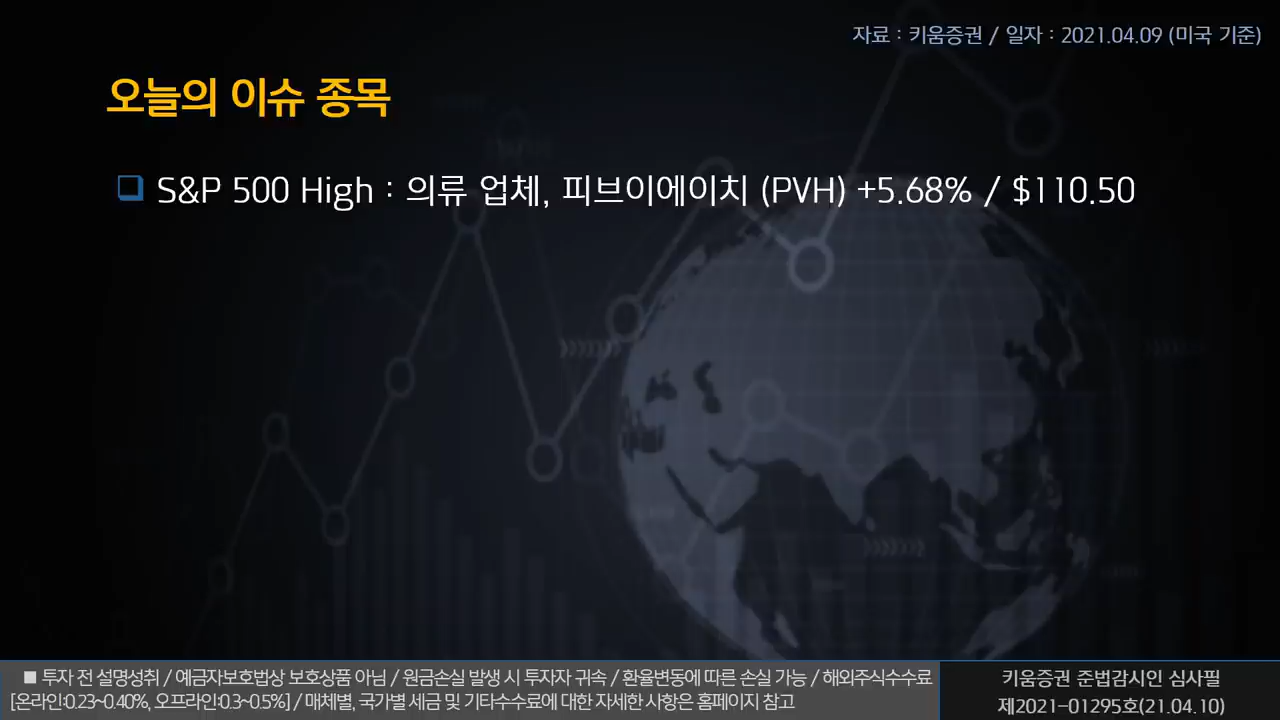 자료 : 키움증권 / 일자 : 2021.04.09 (미국 기준)
오늘의 이슈 종목
❑ S&P 500 High : 의류 업체, 피브이에이치 (PVH) +5.68% / $110.50
■ 투자 전 설명성취 / 예금자보호법상 보호상품 아님 / 원금손실 발생 시 투자자 귀속 / 환율변동에 따른 손실 가능 / 해외주식수수료
[온라인:0.23~0.40%, 오프라인:0.3~0.5%] / 매체별, 국가별 세금 및 기타수수료에 대한 자세한 사항은 홈페이지 참고
키움증권 준법감시인 심사필
제2021-01295호(21.04.10)